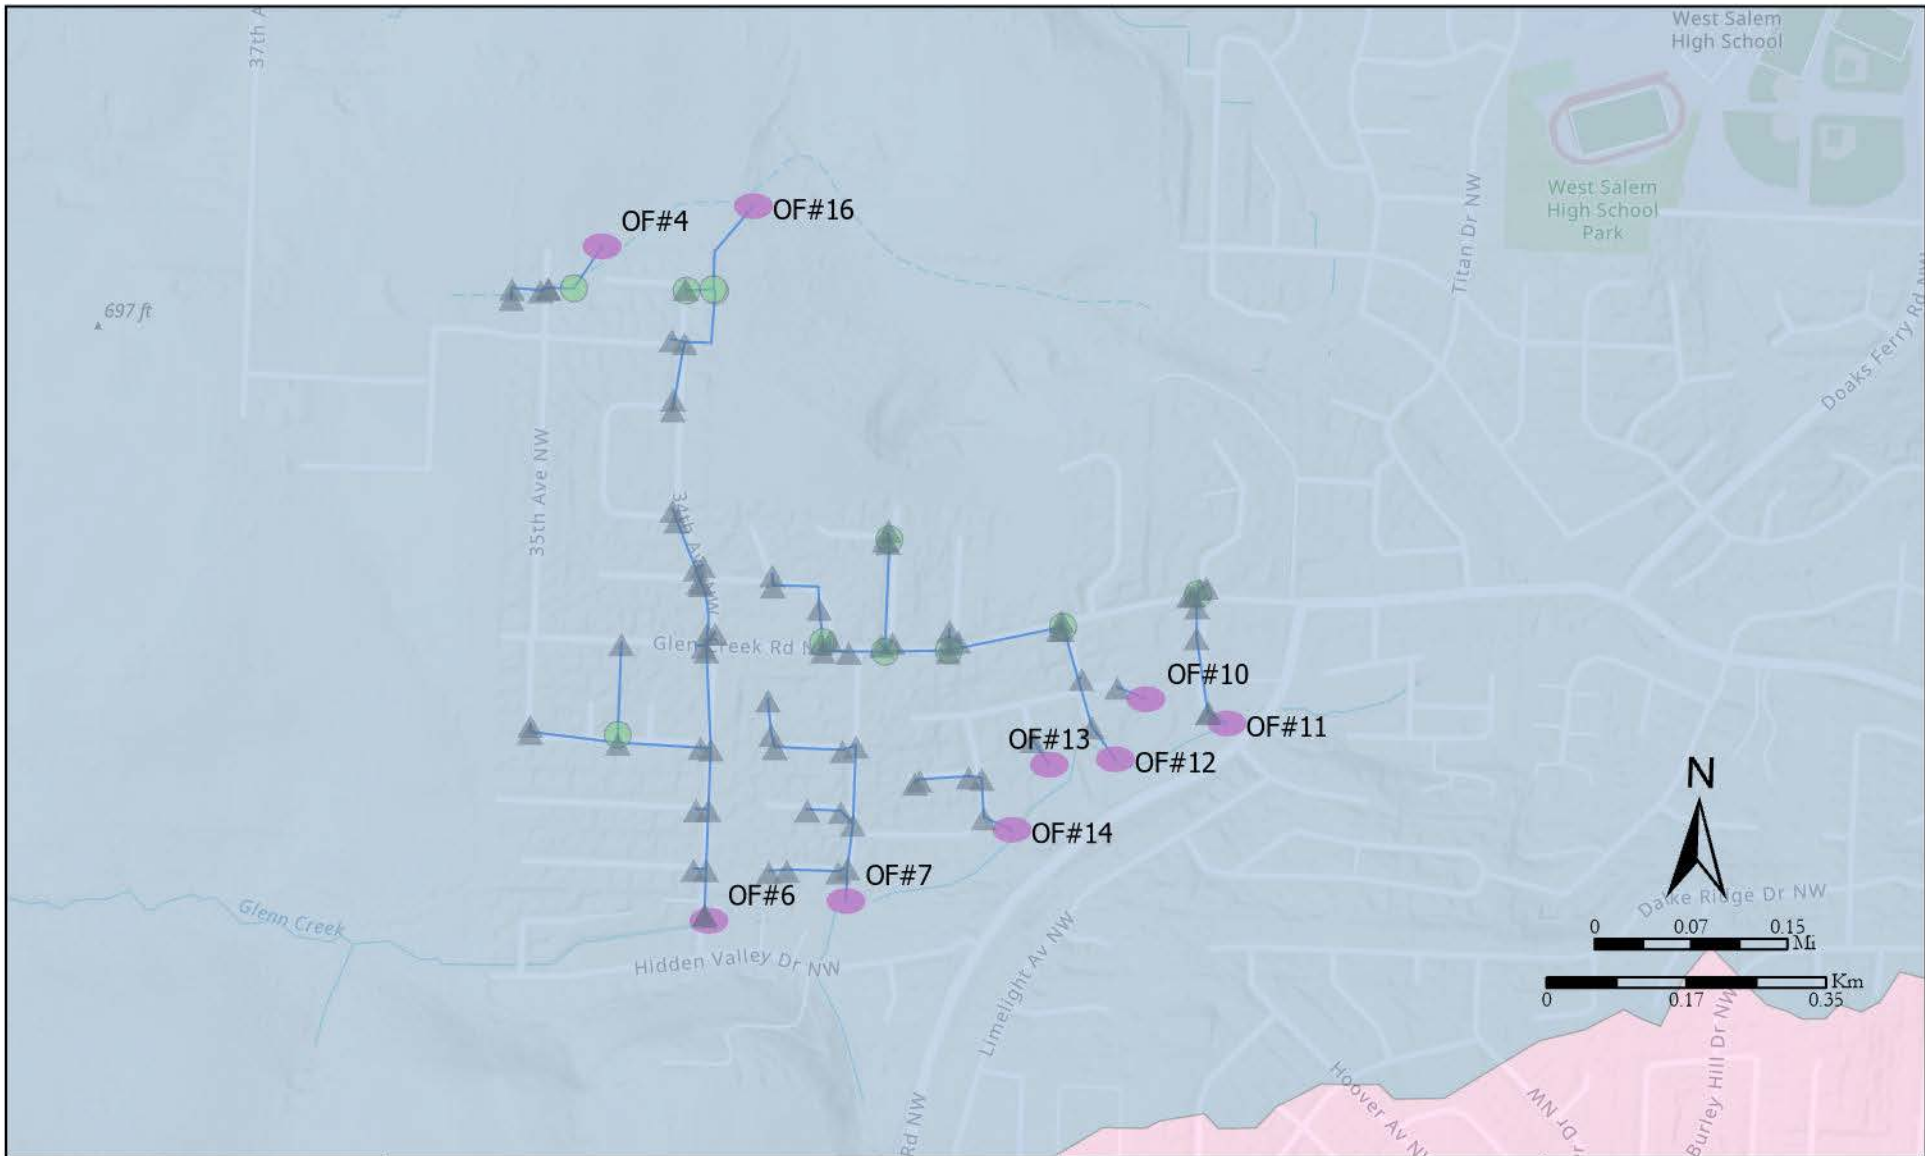 West Salem
High School
37th A
OF#4
OF#16
West Salem
High School
Park
Titan Dr NW
697 ft
Doaks Ferry Rd NW
35th Ave NW
34th Ave NW
Glen Creek Rd N
OF#10
OF#11
OF#13
OF#12
OF#14
OF#7
OF#6
N
Glenn Creek
Hidden Valley Dr NW
Limelight Av NW
Dalke Ridge Dr NW
0 0.07 0.15
Mi
Km
0 0.17 0.35
Burley Hill Dr NW
Hoover Av NW
r Dr NW
Rd NW